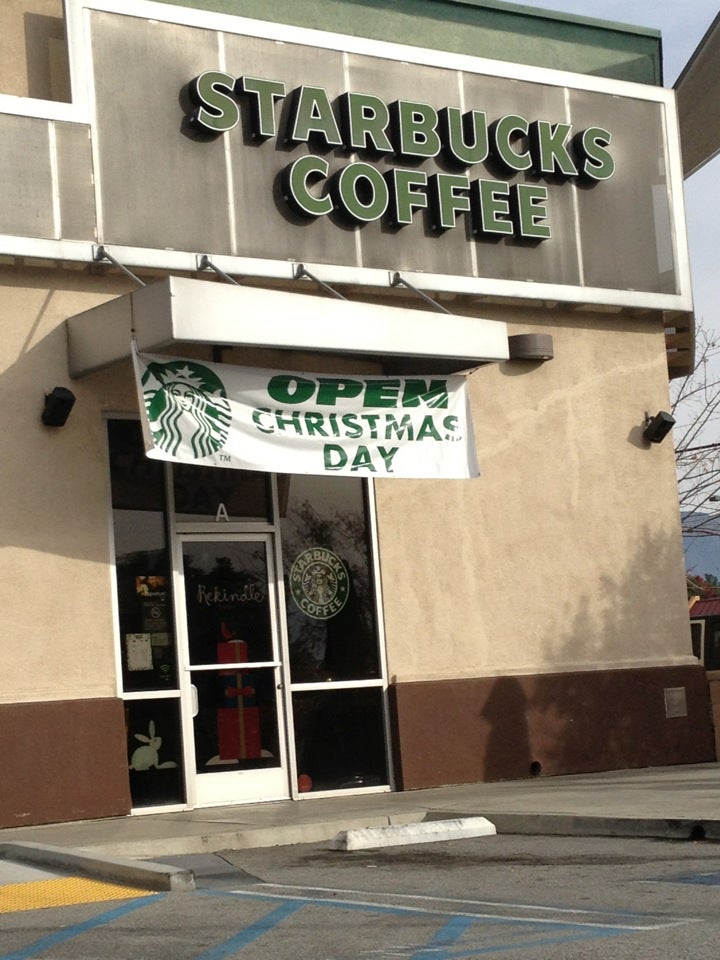 STARBUCKS
COFFEE
OPEN
CHRISTMAS
DAY
TM
A
Rekindle
STARBUCKS
COFFEE